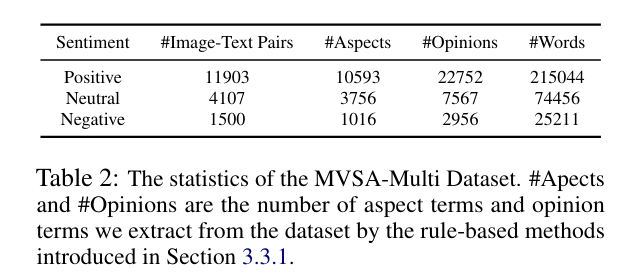 Sentiment #Image-Text Pairs #Aspects #Opinions #Words
Positive 11903 10593 22752 215044
Neutral 4107 3756 7567 74456
Negative 1500 1016 2956 25211
Table 2: The statistics of the MVSA-Multi Dataset. #Apects
and #Opinions are the number of aspect terms and opinion
terms we extract from the dataset by the rule-based methods
introduced in Section 3.3.1.